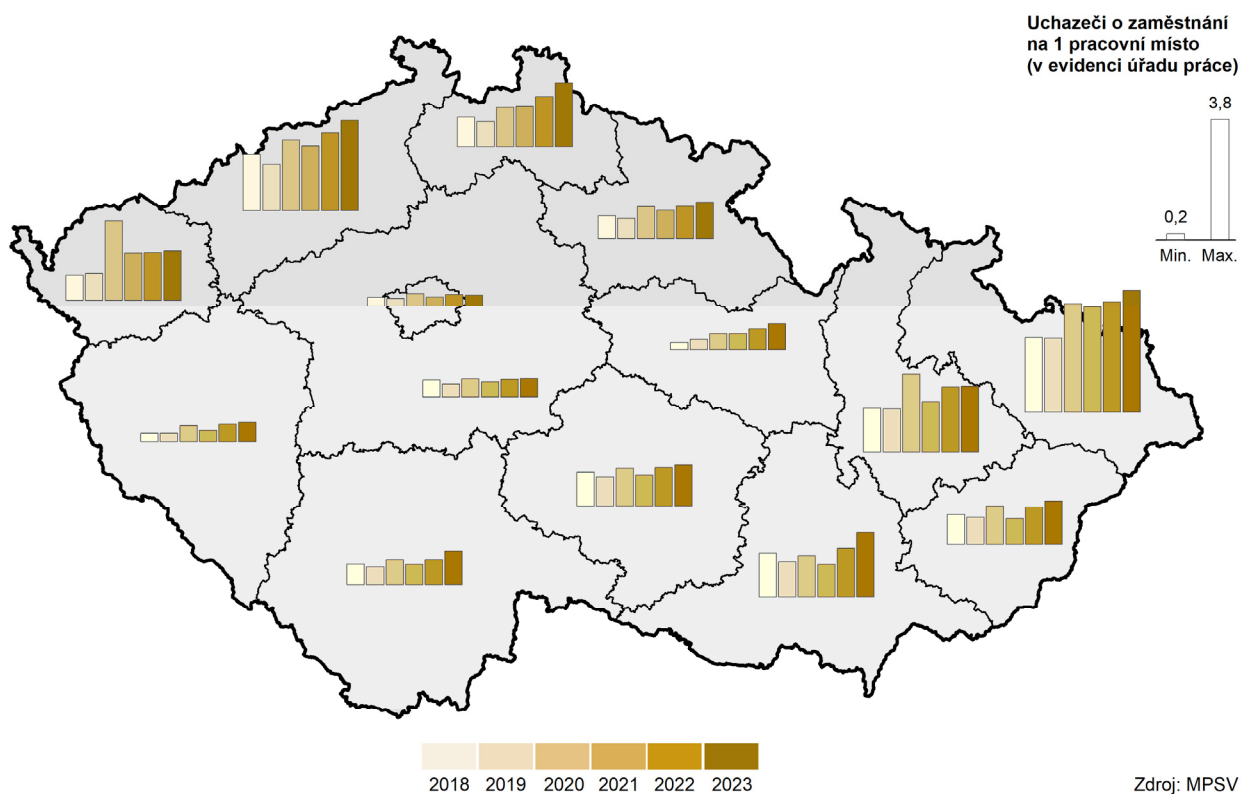 Uchazeči o zaměstnání
na 1 pracovní místo
(v evidenci úřadu práce)
3,8
0,2
Min. Max.
2018 2019 2020 2021 2022 2023
Zdroj: MPSV